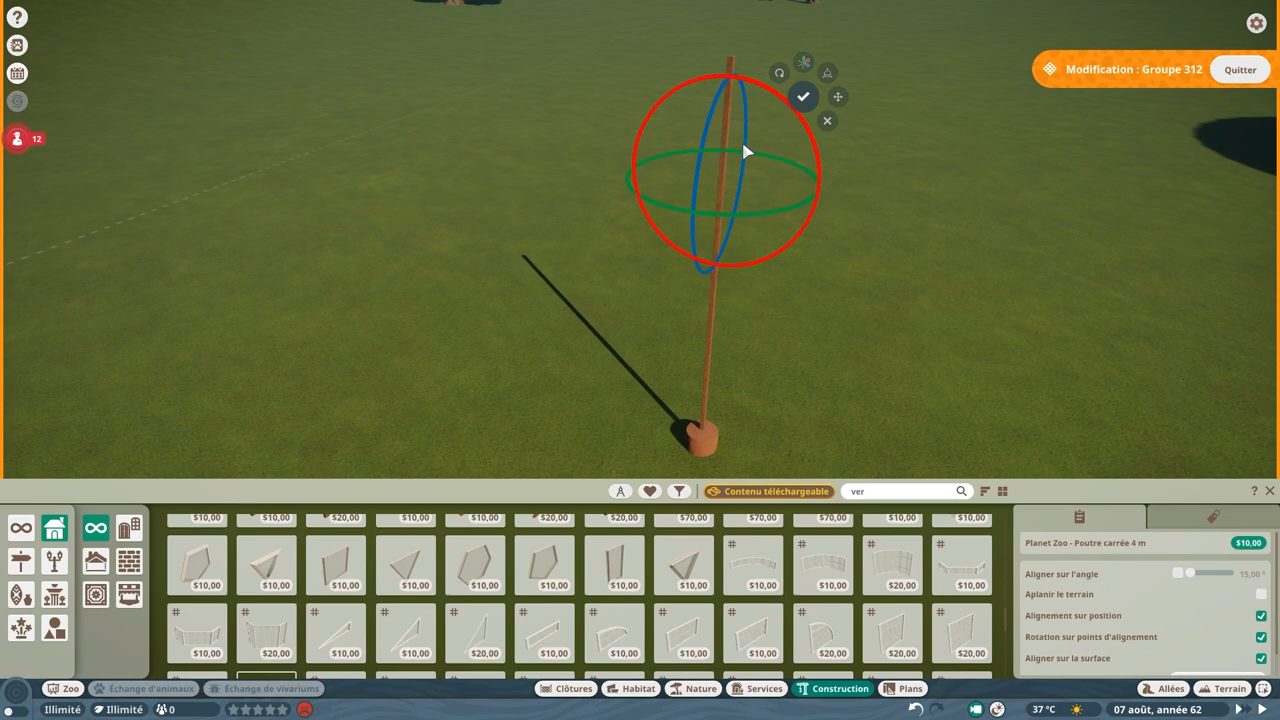 ?
12
Modification : Groupe 312
Quitter
Contenu téléchargeable
ver
?
$10,00 $10,00 $20,00 $10,00 $10,00 $20,00 $20,00 $70,00 $70,00 $70,00 $10,00 $10,00
$10,00 $10,00 $10,00 $10,00 $10,00 $10,00 $10,00 $10,00 $10,00 $10,00 $20,00 $10,00
$10,00 $20,00 $10,00 $10,00 $20,00 $10,00 $10,00 $10,00 $10,00 $20,00 $20,00 $20,00
Planet Zoo - Poutre carrée 4 m $10,00
Aligner sur l'angle 15,00 °
Aplanir le terrain
Alignement sur position
Rotation sur points d'alignement
Aligner sur la surface
Zoo Échange d'animaux Échange de vivariums Clôtures Habitat Nature Services Construction Plans Allées Terrain
Illimité Illimité 0 37 °C 07 août, année 62